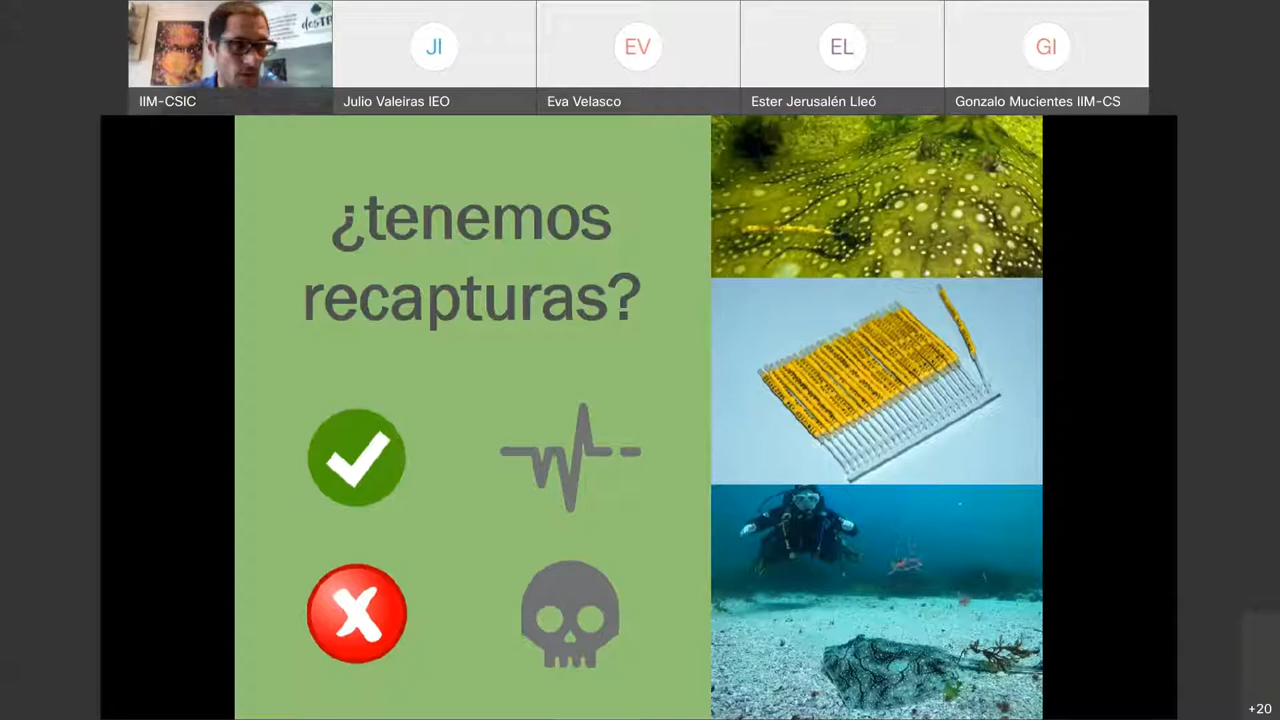 JI
EV
EL
GI
IIM-CSIC
Julio Valeiras IEO
Eva Velasco
Ester Jerusalén Lleó
Gonzalo Mucientes IIM-CS
¿tenemos
recapturas?
+20